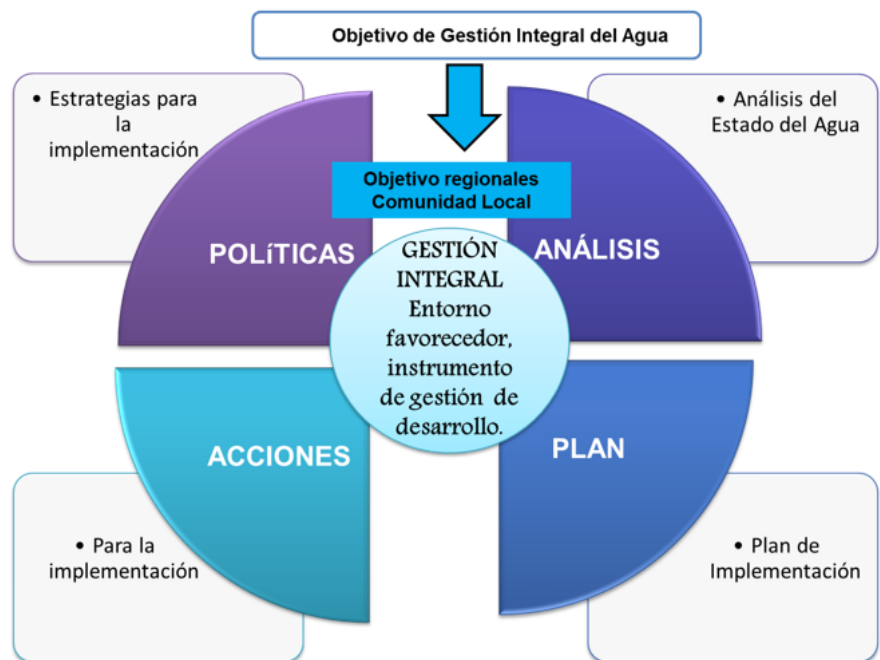 Objetivo de Gestión Integral del Agua
• Estrategias para
la
implementación
• Análisis del
Estado del Agua
Objetivo regionales
Comunidad Local
POLíTICAS
ANÁLISIS
GESTIÓN
INTEGRAL
Entorno
favorecedor,
instrumento
de gestión de
desarrollo.
ACCIONES
PLAN
• Para la
implementación
• Plan de
Implementación